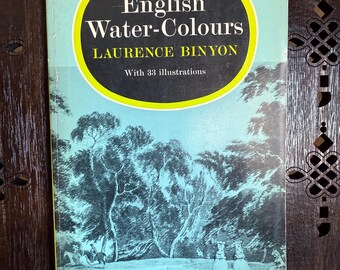 English
Water-Colours
LAURENCE BINYON
With 33 illustrations